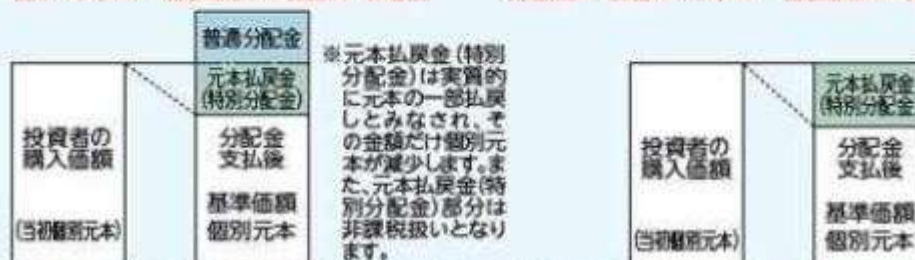 普通分配金
元本払戻金
(特別分配金)
投資者の
購入価額
(当初個別元本)
分配金
支払後
基準価額
個別元本
※元本払戻金(特別
分配金)は実質的
に元本の一部払戻
しとみなされ、そ
の金額だけ個別元
本が減少します。ま
た、元本払戻金(特
別分配金)部分は
非課税扱いとなり
ます。
投資者の
購入価額
(当初個別元本)
元本払戻金
(特別分配金)
分配金
支払後
基準価額
個別元本